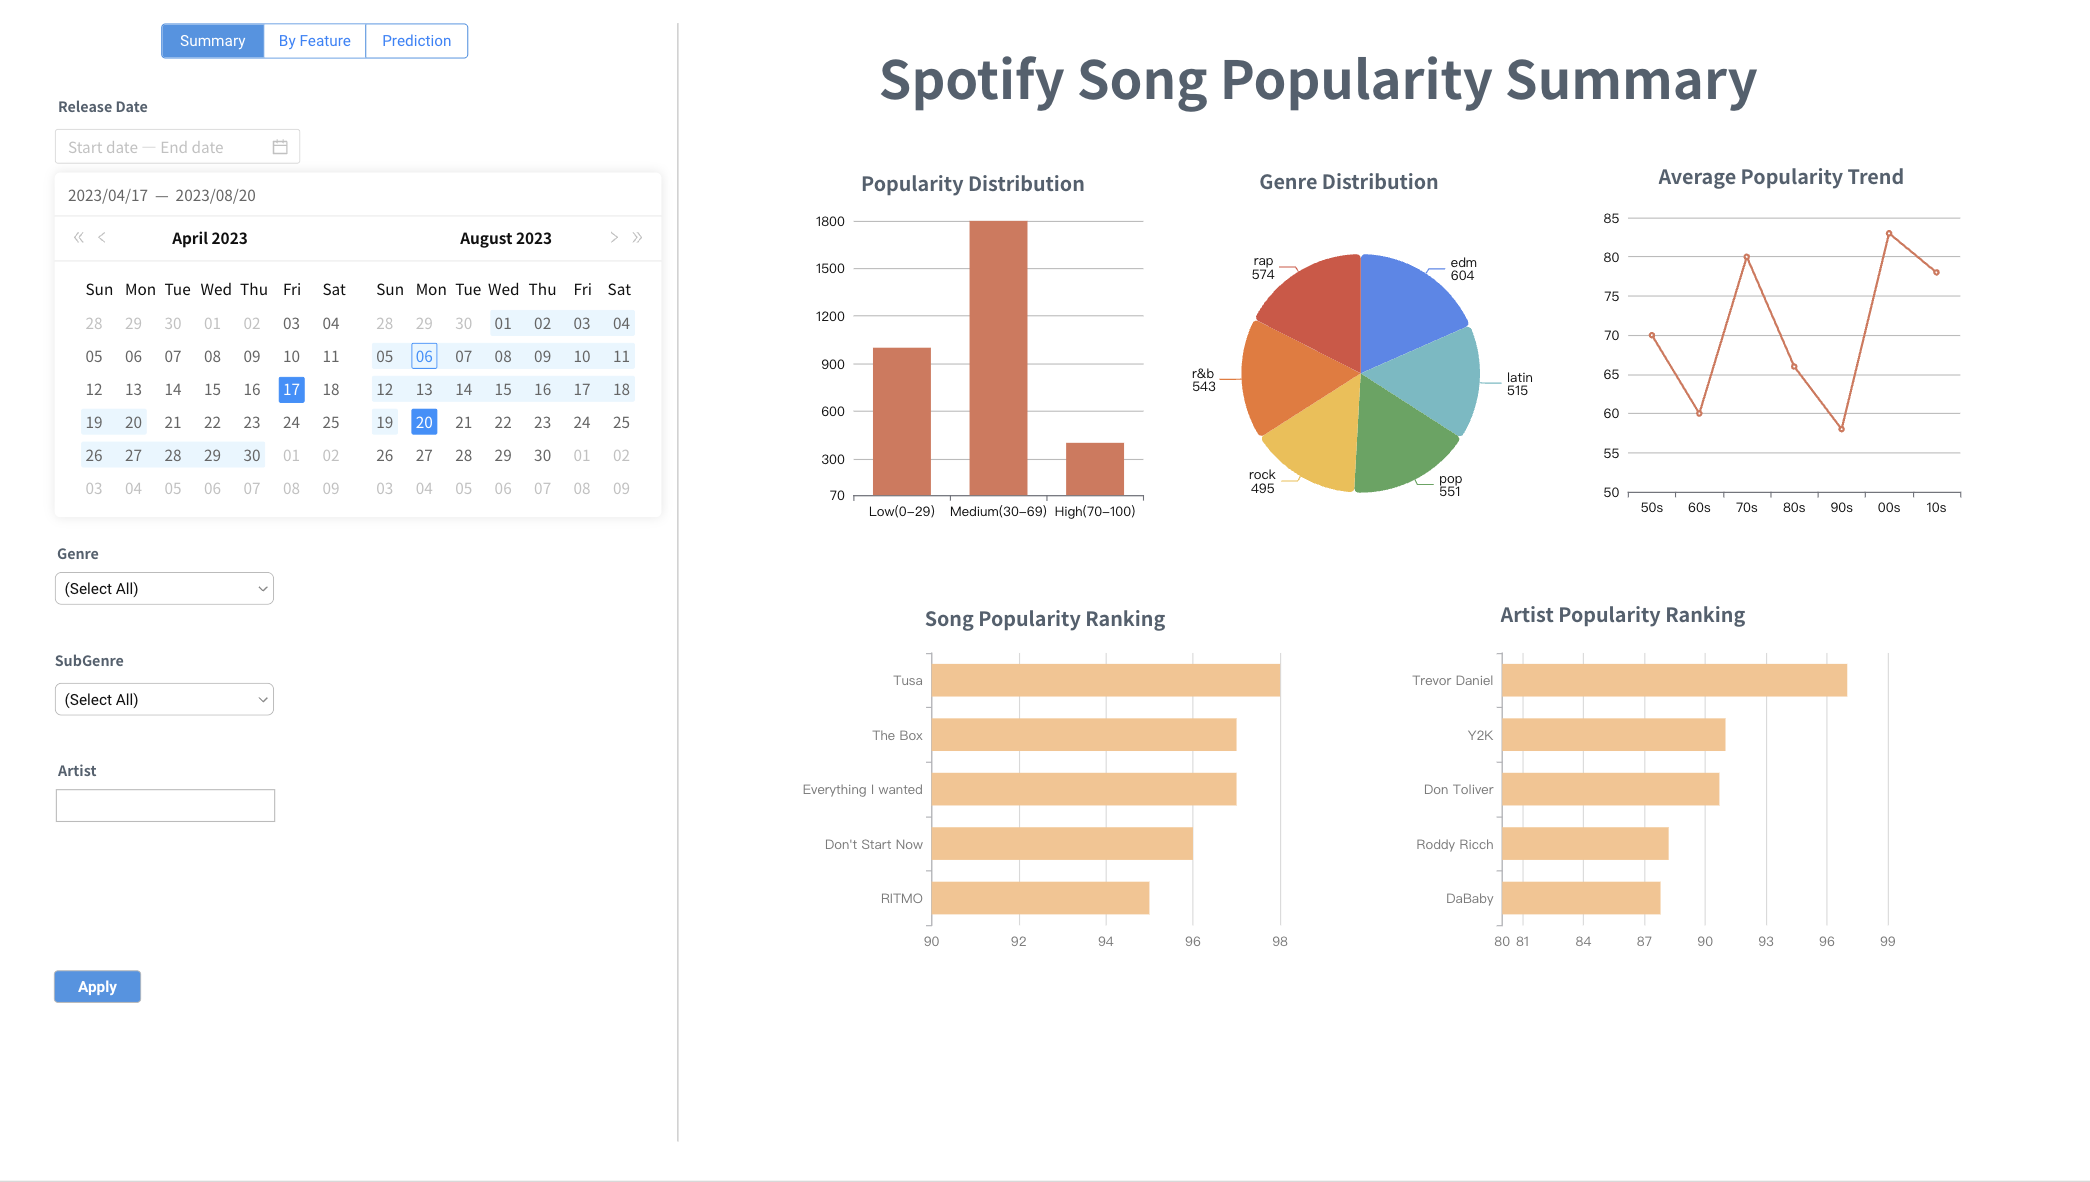 Summary By Feature Prediction
Release Date
Start date — End date
2023/04/17 — 2023/08/20
April 2023
Sun Mon Tue Wed Thu Fri Sat
28 29 30 01 02 03 04
05 06 07 08 09 10 11
12 13 14 15 16 17 18
19 20 21 22 23 24 25
26 27 28 29 30 01 02
03 04 05 06 07 08 09
August 2023
Sun Mon Tue Wed Thu Fri Sat
28 29 30 01 02 03 04
05 06 07 08 09 10 11
12 13 14 15 16 17 18
19 20 21 22 23 24 25
26 27 28 29 30 01 02
03 04 05 06 07 08 09
Genre
(Select All)
SubGenre
(Select All)
Artist
Apply
Spotify Song Popularity Summary
Popularity Distribution
1800
1500
1200
900
600
300
70
Low(0–29) Medium(30–69) High(70–100)
Genre Distribution
rap
574
edm
604
r&b
543
latin
515
rock
495
pop
551
Average Popularity Trend
85
80
75
70
65
60
55
50
50s 60s 70s 80s 90s 00s 10s
Song Popularity Ranking
Tusa
The Box
Everything I wanted
Don't Start Now
RITMO
90 92 94 96 98
Artist Popularity Ranking
Trevor Daniel
Y2K
Don Toliver
Roddy Ricch
DaBaby
80 81 84 87 90 93 96 99